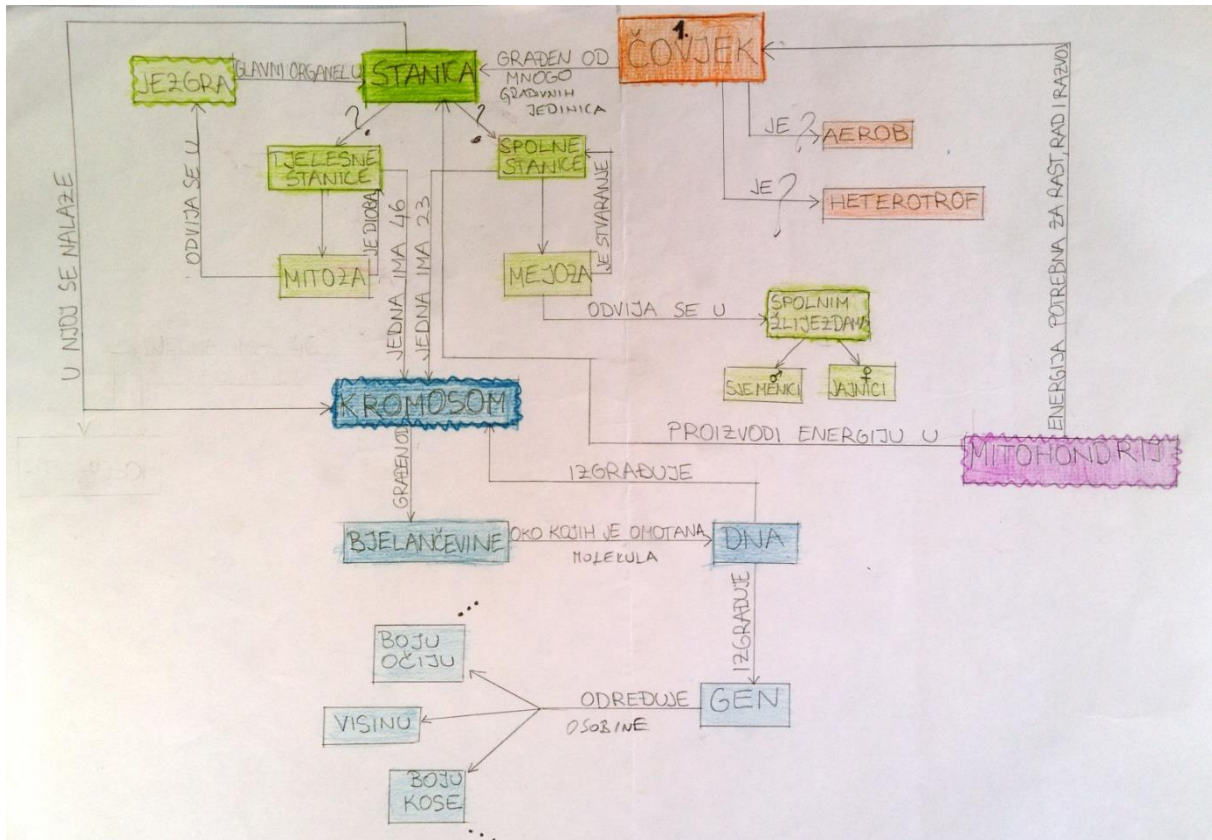 1.
ČOVJEK
GRAĐEN OD
MNOGO
GRADIVNIH
JEDINICA
STANICA
GLAVNI ORGANEL U
JEZGRA
?
?
JE ?
AEROB
JE ?
HETEROTROF
TJELESNE
STANICE
SPOLNE
STANICE
ODVIJA SE U
JE DIOBA
MITOZA
JEDNA IMA 46
JEDNA IMA 23
MEJOZA
JE STVARANJE
ODVIJA SE U
SPOLNIM
ŽLIJEZDAMA
♂
SJEMENICI
♀
JAJNICI
U NJOJ SE NALAZE
KROMOSOM
PROIZVODI ENERGIJU U
MITOHONDRIJ
ENERGIJA POTREBNA ZA RAST, RAD I RAZVOJ
GRAĐEN OD
IZGRAĐUJE
BJELANČEVINE
OKO KOJIH JE OMOTANA
MOLEKULA
DNA
IZGRAĐUJE
GEN
ODREĐUJE
OSOBINE
...
BOJU
OČIJU
VISINU
BOJU
KOSE
...